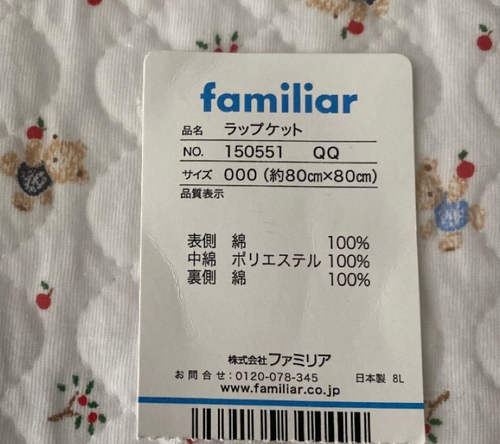 familiar
品名 ラップケット
NO. 150551 QQ
サイズ 000 (約80cm×80cm)
品質表示
表側 綿 100%
中綿 ポリエステル 100%
裏側 綿 100%
株式会社ファミリア
お問合せ:0120-078-345 日本製 8L
www.familiar.co.jp